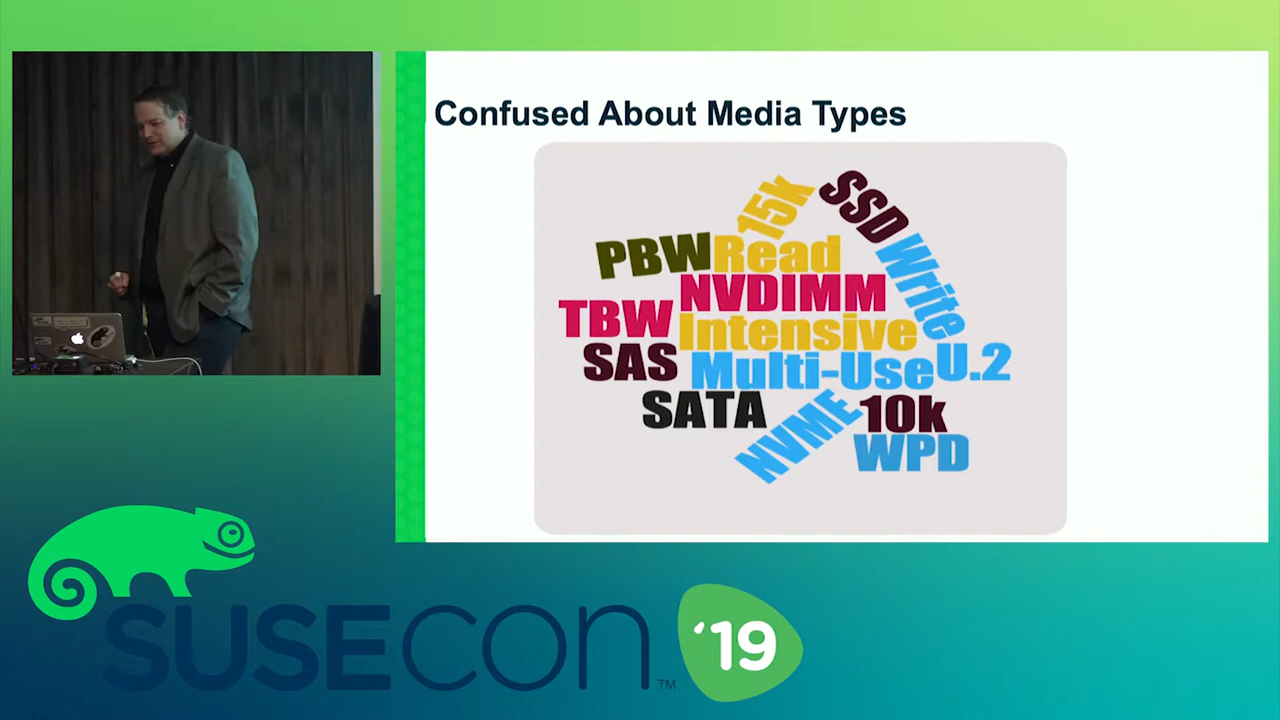 Confused About Media Types
15k
SSD
PBW
Read
Write
NVDIMM
TBW
Intensive
SAS
Multi-Use
U.2
SATA
NVME
10k
WPD
SUSECON
TM
'19